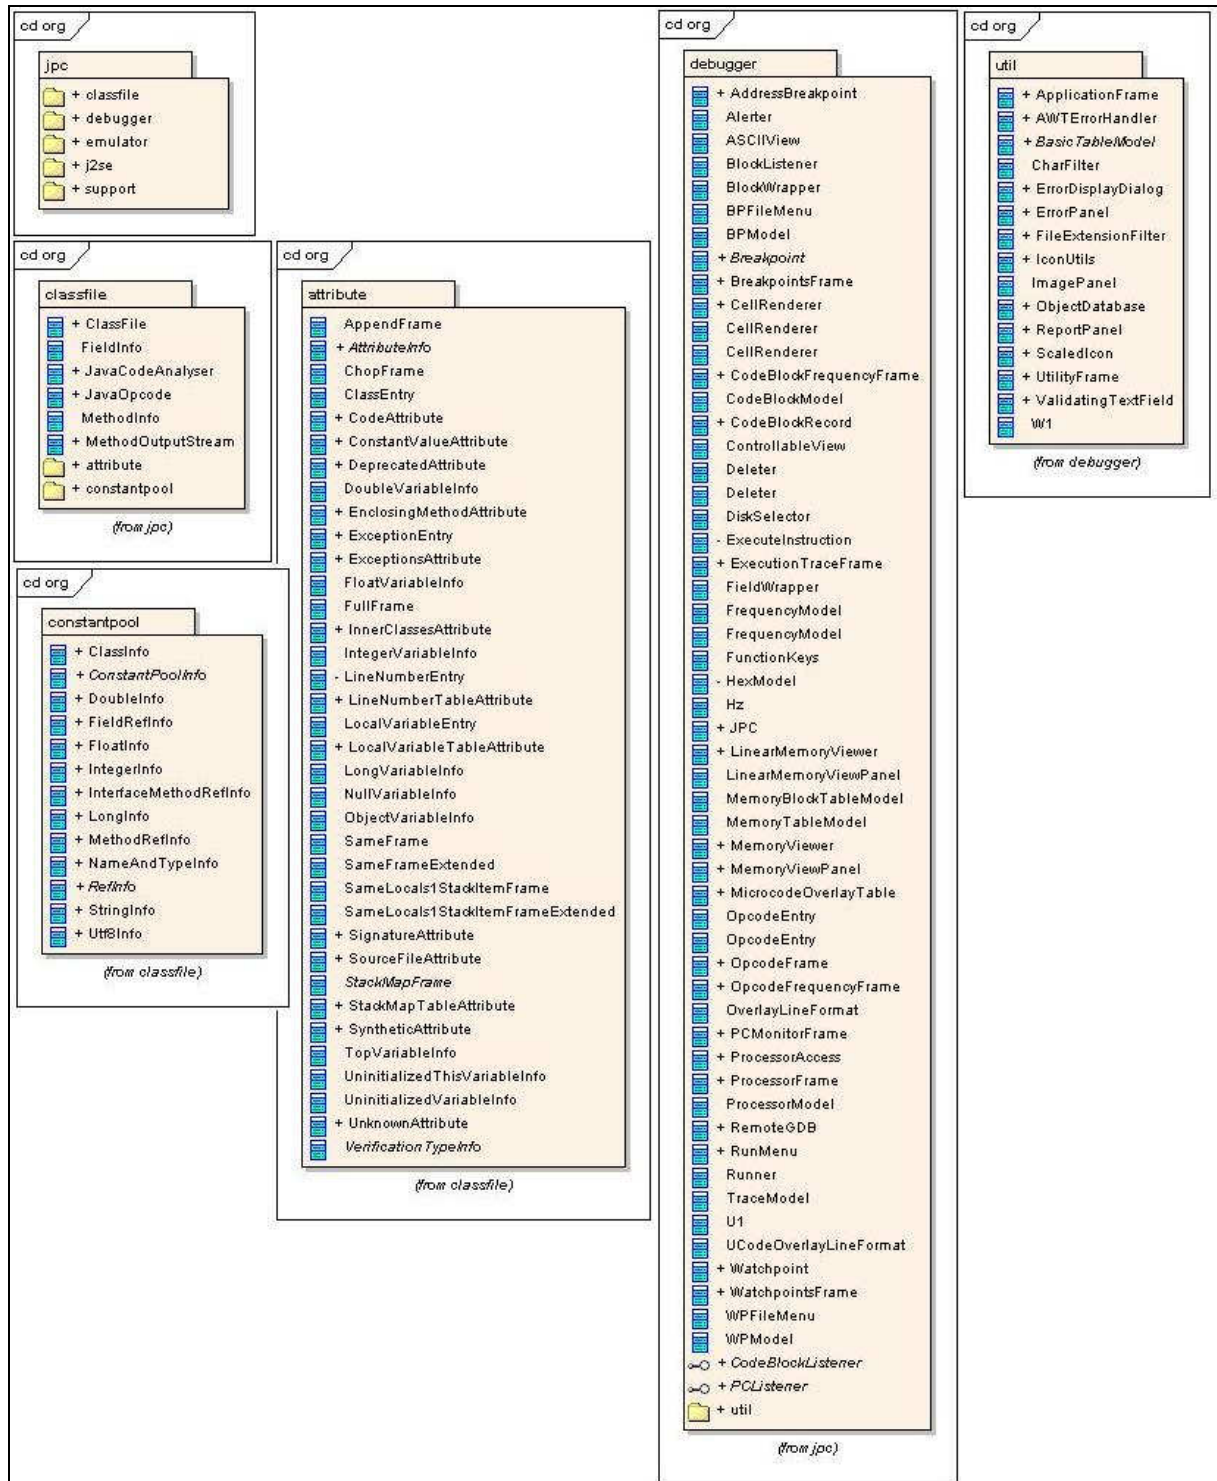 cd org
jpc
+ classfile
+ debugger
+ emulator
+ j2se
+ support
cd org
classfile
+ ClassFile
FieldInfo
+ JavaCodeAnalyser
+ JavaOpcode
MethodInfo
+ MethodOutputStream
+ attribute
+ constantpool
(from jpc)
cd org
constantpool
+ ClassInfo
+ ConstantPoolInfo
+ DoubleInfo
+ FieldRefInfo
+ FloatInfo
+ IntegerInfo
+ InterfaceMethodRefInfo
+ LongInfo
+ MethodRefInfo
+ NameAndTypeInfo
+ RefInfo
+ StringInfo
+ Utf8Info
(from classfile)
cd org
attribute
AppendFrame
+ AttributeInfo
ChopFrame
ClassEntry
+ CodeAttribute
+ ConstantValueAttribute
+ DeprecatedAttribute
DoubleVariableInfo
+ EnclosingMethodAttribute
+ ExceptionEntry
+ ExceptionsAttribute
FloatVariableInfo
FullFrame
+ InnerClassesAttribute
IntegerVariableInfo
- LineNumberEntry
+ LineNumberTableAttribute
LocalVariableEntry
+ LocalVariableTableAttribute
LongVariableInfo
NullVariableInfo
ObjectVariableInfo
SameFrame
SameFrameExtended
SameLocals1StackItemFrame
SameLocals1StackItemFrameExtended
+ SignatureAttribute
+ SourceFileAttribute
StackMapFrame
+ StackMapTableAttribute
+ SyntheticAttribute
TopVariableInfo
UninitializedThisVariableInfo
UninitializedVariableInfo
+ UnknownAttribute
VerificationTypeInfo
(from classfile)
cd org
debugger
+ AddressBreakpoint
Alerter
ASCIIView
BlockListener
BlockWrapper
BPFileMenu
BPModel
+ Breakpoint
+ BreakpointsFrame
+ CellRenderer
CellRenderer
CellRenderer
+ CodeBlockFrequencyFrame
CodeBlockModel
+ CodeBlockRecord
ControllableView
Deleter
Deleter
DiskSelector
- ExecuteInstruction
+ ExecutionTraceFrame
FieldWrapper
FrequencyModel
FrequencyModel
FunctionKeys
- HexModel
Hz
+ JPC
+ LinearMemoryViewer
LinearMemoryViewPanel
MemoryBlockTableModel
MemoryTableModel
+ MemoryViewer
+ MemoryViewPanel
+ MicrocodeOverlayTable
OpcodeEntry
OpcodeEntry
+ OpcodeFrame
+ OpcodeFrequencyFrame
OverlayLineFormat
+ PCMonitorFrame
+ ProcessorAccess
+ ProcessorFrame
ProcessorModel
+ RemoteGDB
+ RunMenu
Runner
TraceModel
U1
UCodeOverlayLineFormat
+ Watchpoint
+ WatchpointsFrame
WPFileMenu
WPModel
+ CodeBlockListener
+ PCListener
+ util
(from jpc)
cd org
util
+ ApplicationFrame
+ AWTErrorHandler
+ BasicTableModel
CharFilter
+ ErrorDisplayDialog
+ ErrorPanel
+ FileExtensionFilter
+ IconUtils
ImagePanel
+ ObjectDatabase
+ ReportPanel
+ ScaledIcon
+ UtilityFrame
+ ValidatingTextField
W1
(from debugger)